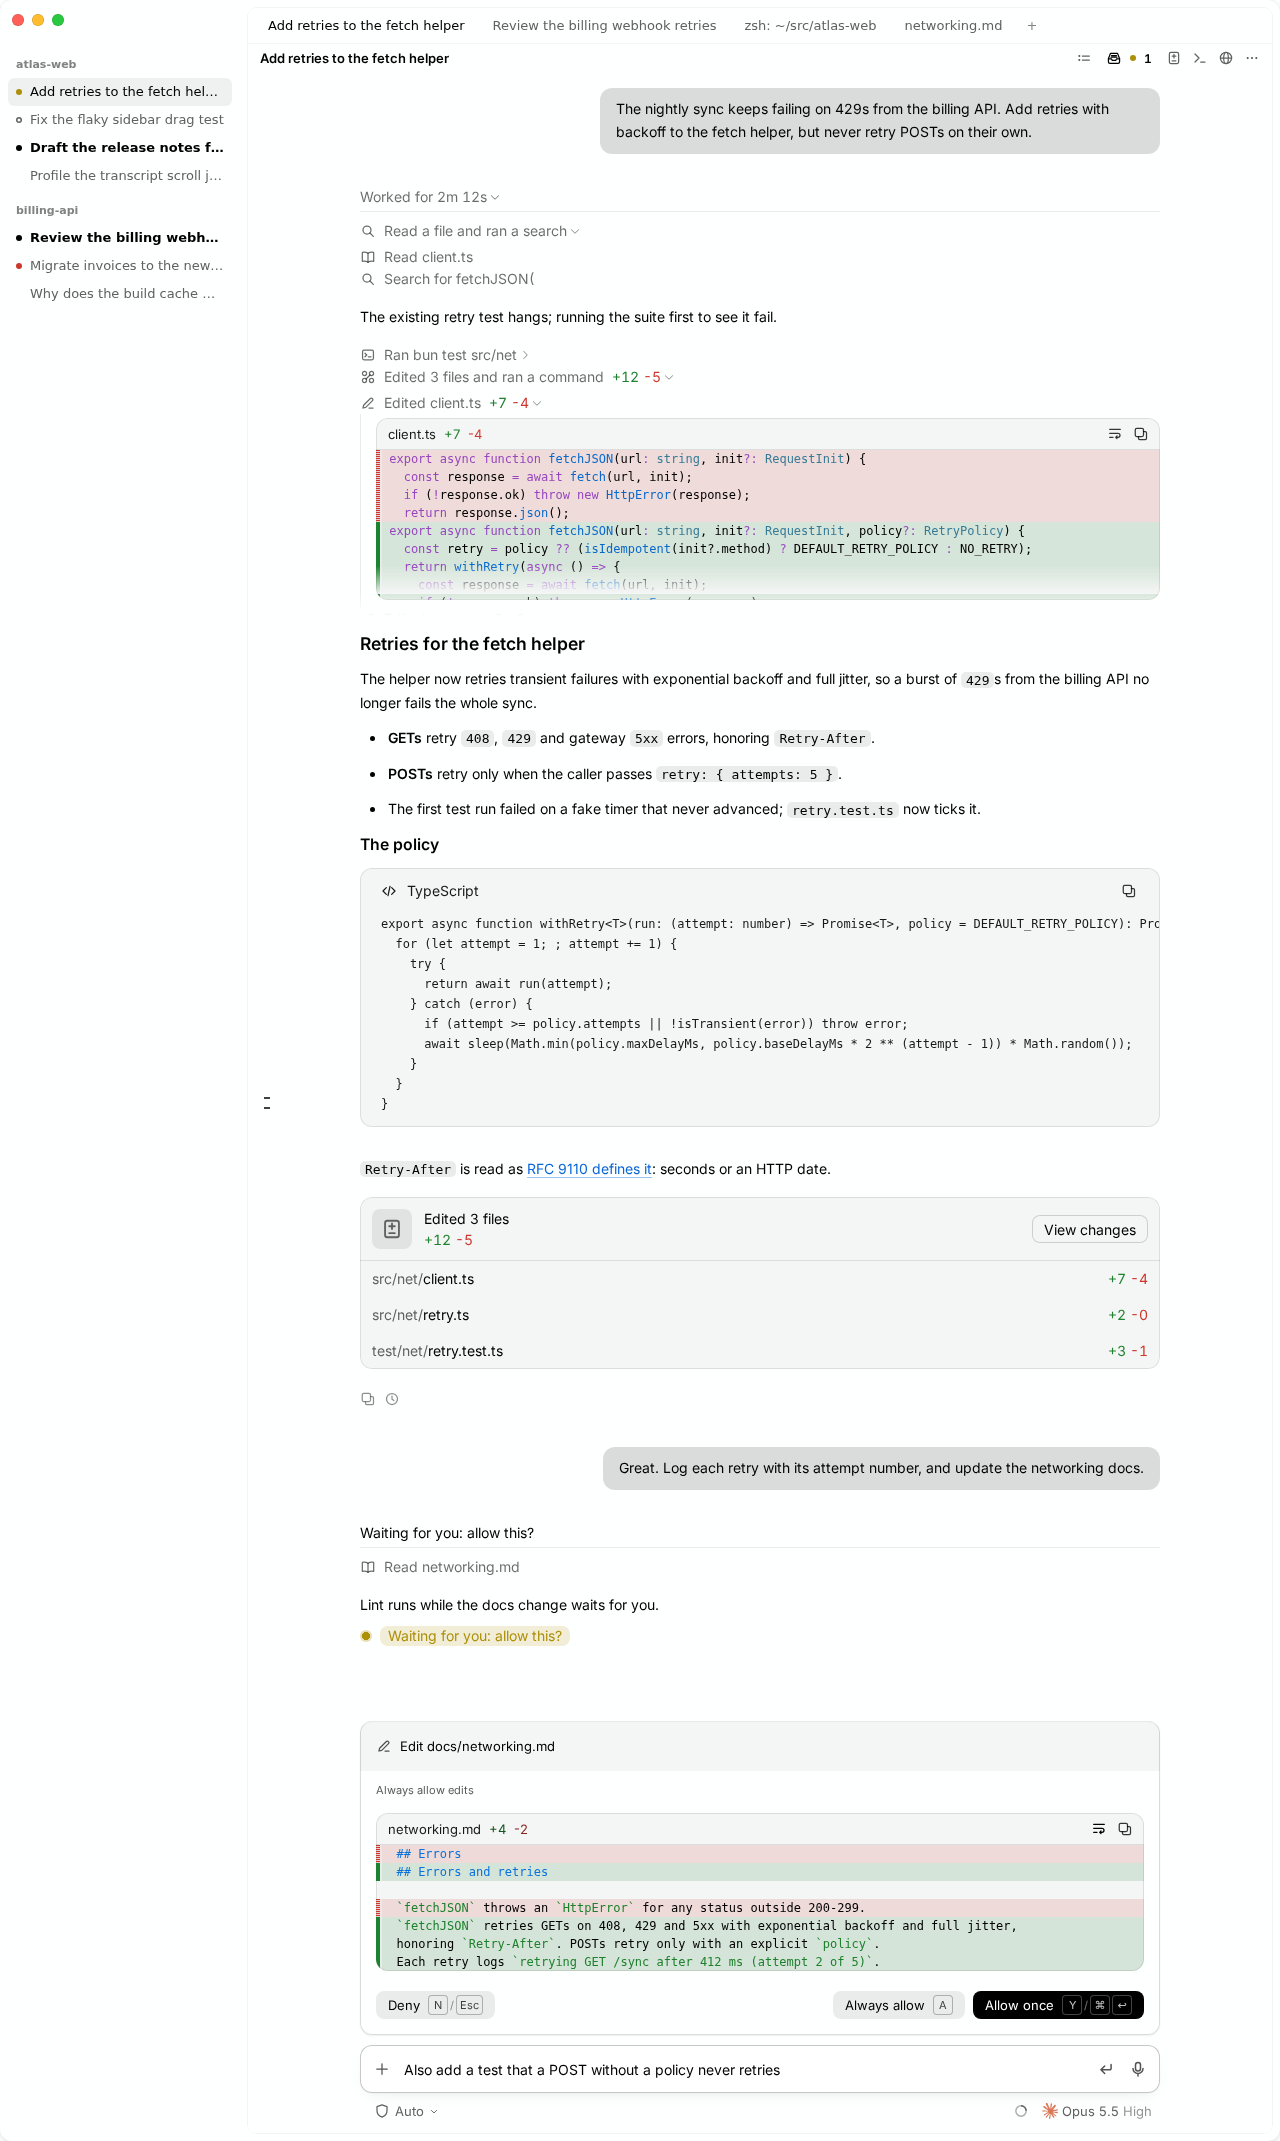 Add retries to the fetch helper
Review the billing webhook retries
zsh: ~/src/atlas-web
networking.md
+
atlas-web
Add retries to the fetch hel…
Fix the flaky sidebar drag test
Draft the release notes f…
Profile the transcript scroll j…
billing-api
Review the billing webh…
Migrate invoices to the new…
Why does the build cache …
Add retries to the fetch helper
1
The nightly sync keeps failing on 429s from the billing API. Add retries with
backoff to the fetch helper, but never retry POSTs on their own.
Worked for 2m 12s
Read a file and ran a search
Read client.ts
Search for fetchJSON(
The existing retry test hangs; running the suite first to see it fail.
Ran bun test src/net
Edited 3 files and ran a command +12 -5
Edited client.ts +7 -4
client.ts +7 -4
export async function fetchJSON(url: string, init?: RequestInit) {
const response = await fetch(url, init);
if (!response.ok) throw new HttpError(response);
return response.json();
export async function fetchJSON(url: string, init?: RequestInit, policy?: RetryPolicy) {
const retry = policy ?? (isIdempotent(init?.method) ? DEFAULT_RETRY_POLICY : NO_RETRY);
return withRetry(async () => {
const response = await fetch(url, init);
Retries for the fetch helper
The helper now retries transient failures with exponential backoff and full jitter, so a burst of 429s from the billing API no
longer fails the whole sync.
• GETs retry 408, 429 and gateway 5xx errors, honoring Retry-After.
• POSTs retry only when the caller passes retry: { attempts: 5 }.
• The first test run failed on a fake timer that never advanced; retry.test.ts now ticks it.
The policy
TypeScript
export async function withRetry<T>(run: (attempt: number) => Promise<T>, policy = DEFAULT_RETRY_POLICY): Pro
for (let attempt = 1; ; attempt += 1) {
try {
return await run(attempt);
} catch (error) {
if (attempt >= policy.attempts || !isTransient(error)) throw error;
await sleep(Math.min(policy.maxDelayMs, policy.baseDelayMs * 2 ** (attempt - 1)) * Math.random());
}
}
}
Retry-After is read as RFC 9110 defines it: seconds or an HTTP date.
Edited 3 files
+12 -5
View changes
src/net/client.ts +7 -4
src/net/retry.ts +2 -0
test/net/retry.test.ts +3 -1
Great. Log each retry with its attempt number, and update the networking docs.
Waiting for you: allow this?
Read networking.md
Lint runs while the docs change waits for you.
Waiting for you: allow this?
Edit docs/networking.md
Always allow edits
networking.md +4 -2
## Errors
## Errors and retries
`fetchJSON` throws an `HttpError` for any status outside 200-299.
`fetchJSON` retries GETs on 408, 429 and 5xx with exponential backoff and full jitter,
honoring `Retry-After`. POSTs retry only with an explicit `policy`.
Each retry logs `retrying GET /sync after 412 ms (attempt 2 of 5)`.
Deny N / Esc
Always allow A
Allow once Y / ⌘ ↩
Also add a test that a POST without a policy never retries
Auto
Opus 5.5 High